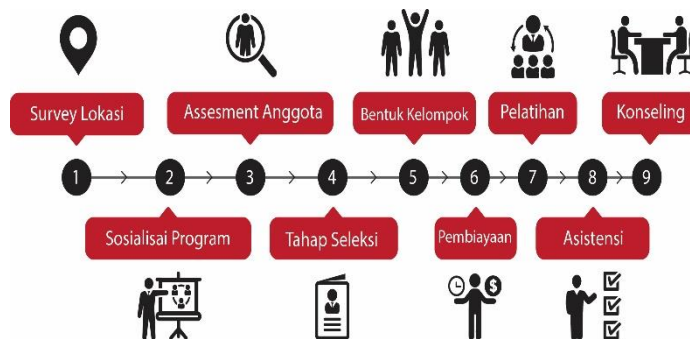 Survey Lokasi
Assesment Anggota
Bentuk Kelompok
Pelatihan
Konseling
1
2
3
4
5
6
7
8
9
Sosialisai Program
Tahap Seleksi
Pembiayaan
Asistensi
$